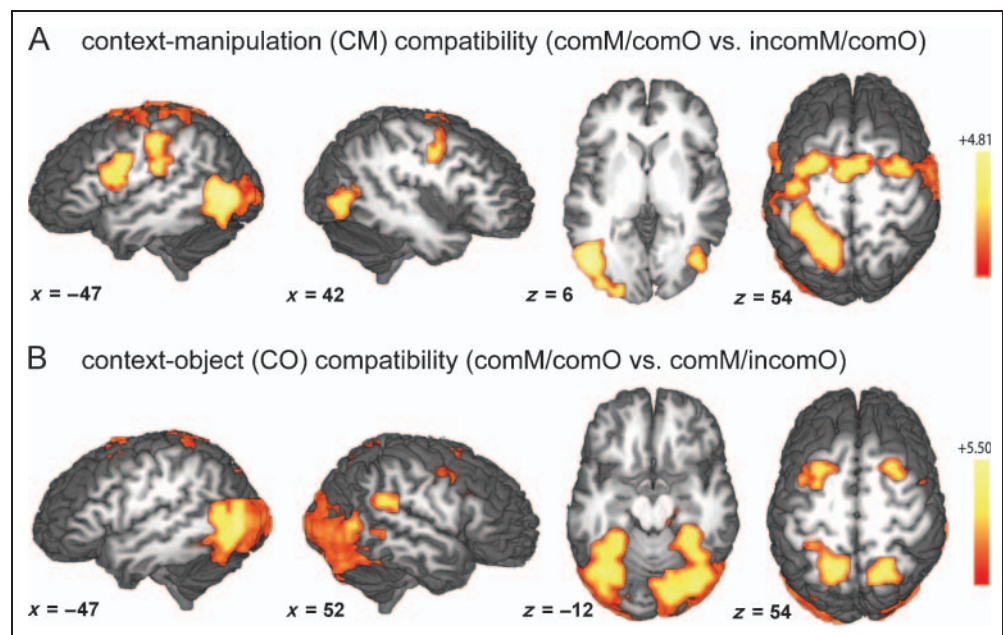 A context-manipulation (CM) compatibility (comM/comO vs. incomM/comO)
+4.81
x = −47
x = 42
z = 6
z = 54
B context-object (CO) compatibility (comM/comO vs. comM/incomO)
+5.50
x = −47
x = 52
z = −12
z = 54